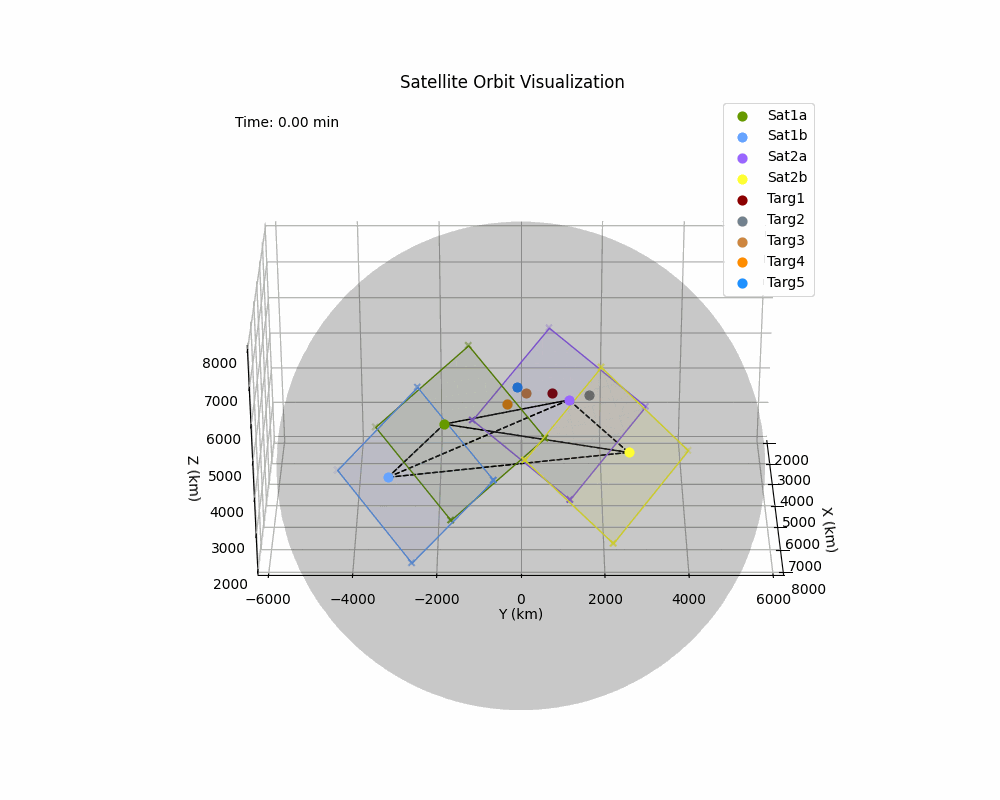 Satellite Orbit Visualization
Time: 0.00 min
Sat1a
Sat1b
Sat2a
Sat2b
Targ1
Targ2
Targ3
Targ4
Targ5
8000
7000
6000
5000
4000
3000
2000
Z (km)
2000
3000
4000
5000
6000
7000
8000
X (km)
−6000
−4000
−2000
0
2000
4000
6000
Y (km)